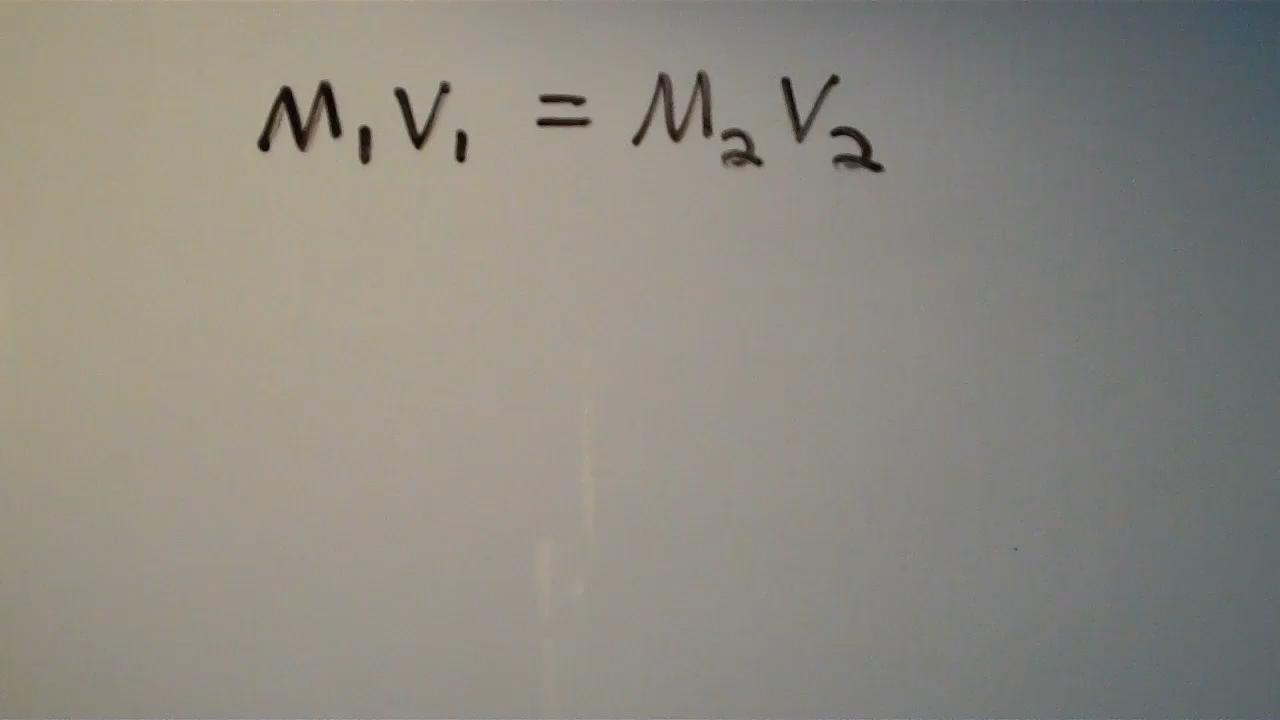 M₁V₁ = M₂V₂